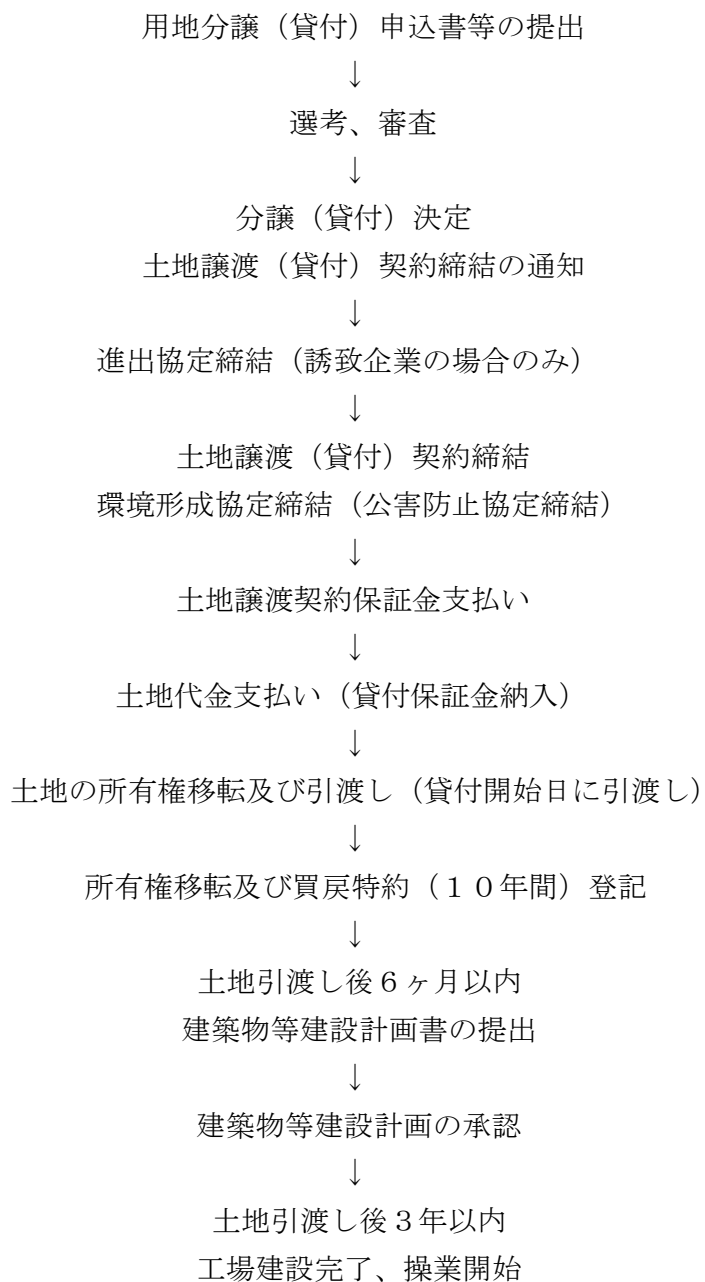 用地分譲（貸付）申込書等の提出
↓
選考、審査
↓
分譲（貸付）決定
土地譲渡（貸付）契約締結の通知
↓
進出協定締結（誘致企業の場合のみ）
↓
土地譲渡（貸付）契約締結
環境形成協定締結（公害防止協定締結）
↓
土地譲渡契約保証金支払い
↓
土地代金支払い（貸付保証金納入）
↓
土地の所有権移転及び引渡し（貸付開始日に引渡し）
↓
所有権移転及び買戻特約（１０年間）登記
↓
土地引渡し後６ヶ月以内
建築物等建設計画書の提出
↓
建築物等建設計画の承認
↓
土地引渡し後３年以内
工場建設完了、操業開始